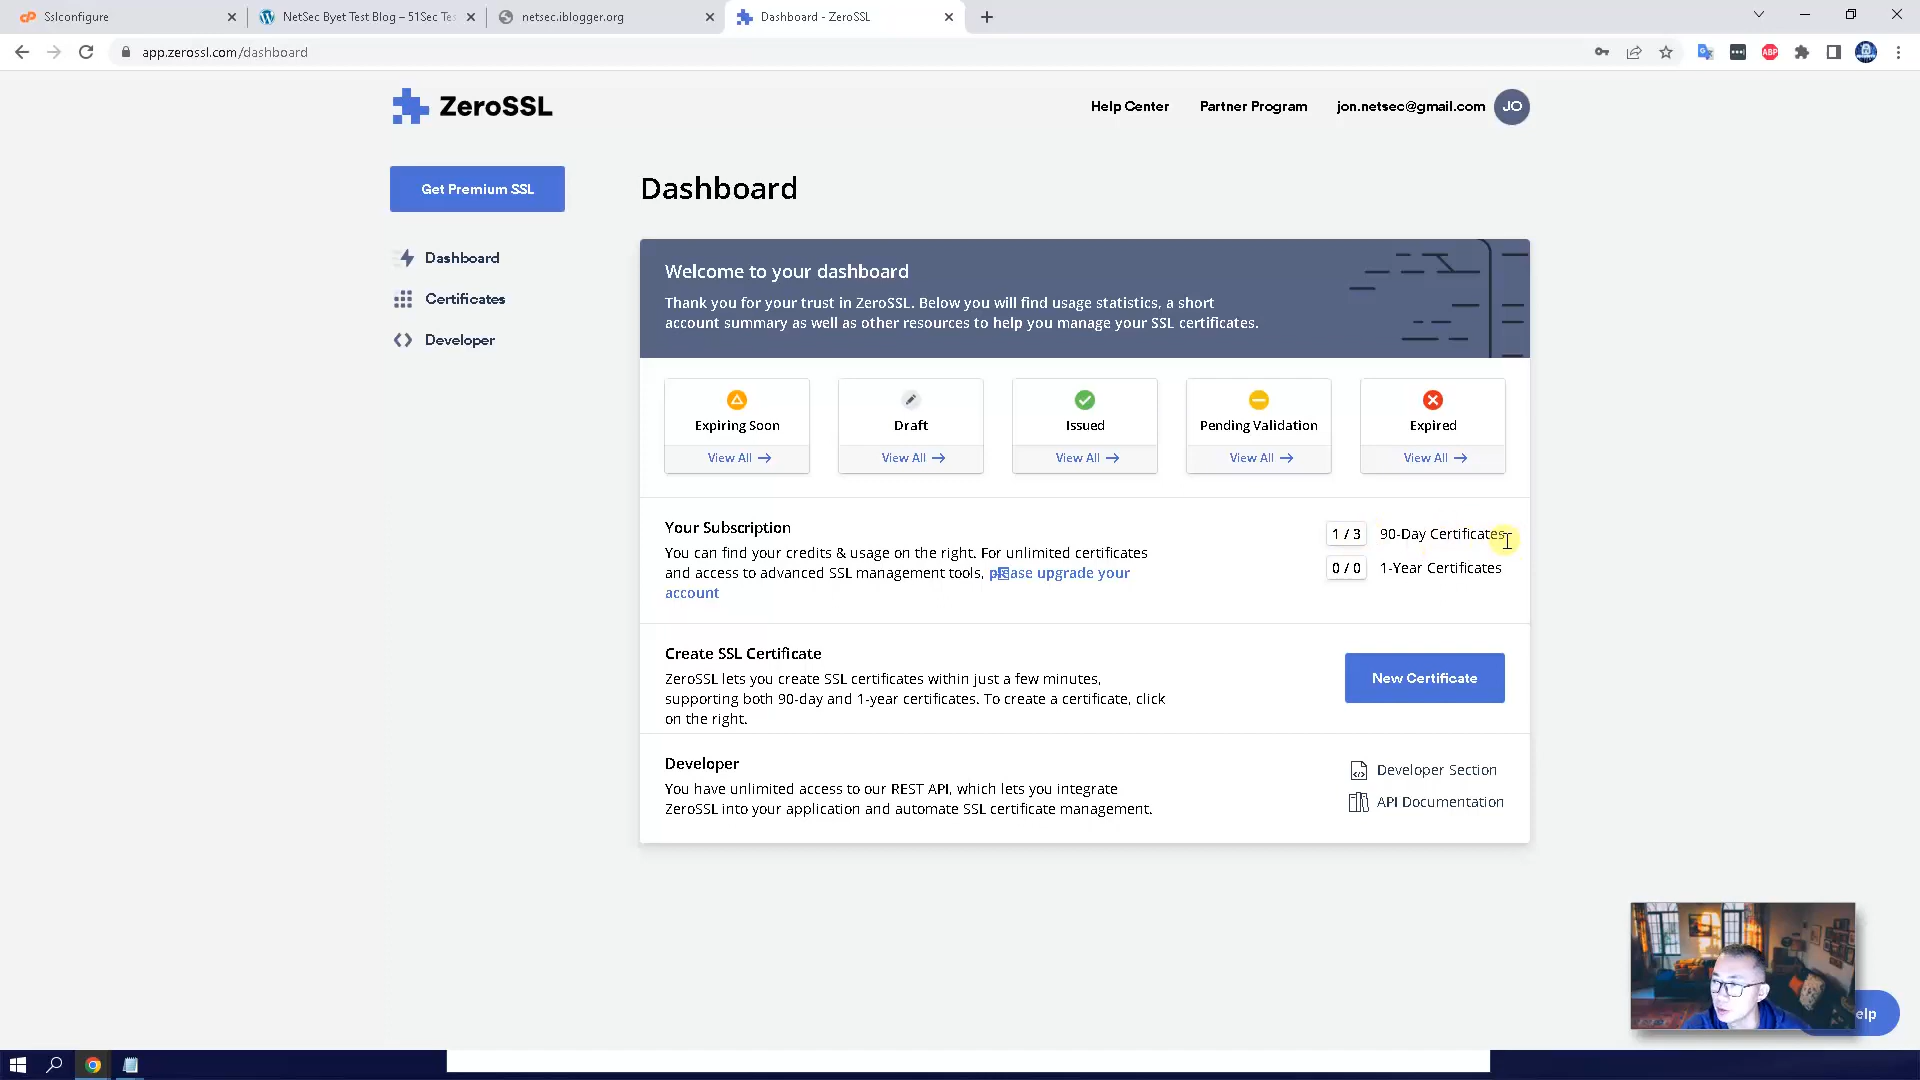 Sslconfigure
NetSec Byet Test Blog – 51Sec Tes
netsec.iblogger.org
Dashboard - ZeroSSL
app.zerossl.com/dashboard
ABP
ZeroSSL
Help Center
Partner Program
jon.netsec@gmail.com
JO
Get Premium SSL
Dashboard
Certificates
Developer
Dashboard
Welcome to your dashboard
Thank you for your trust in ZeroSSL. Below you will find usage statistics, a short
account summary as well as other resources to help you manage your SSL certificates.
Expiring Soon
Draft
Issued
Pending Validation
Expired
View All
View All
View All
View All
View All
Your Subscription
You can find your credits & usage on the right. For unlimited certificates
and access to advanced SSL management tools, please upgrade your
account
1 / 3 90-Day Certificates
0 / 0 1-Year Certificates
Create SSL Certificate
ZeroSSL lets you create SSL certificates within just a few minutes,
supporting both 90-day and 1-year certificates. To create a certificate, click
on the right.
New Certificate
Developer
You have unlimited access to our REST API, which lets you integrate
ZeroSSL into your application and automate SSL certificate management.
Developer Section
API Documentation
elp